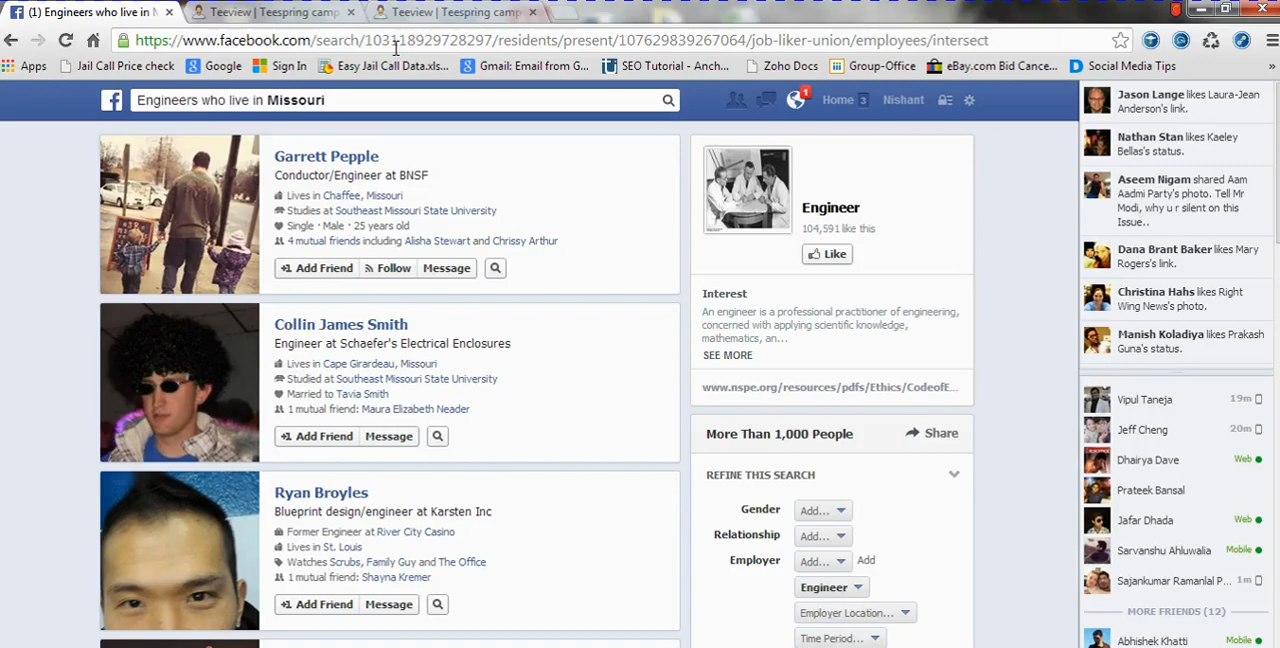 (1) Engineers who live in M
Teeview | Teespring camp
Teeview | Teespring camp
https://www.facebook.com/search/103118929728297/residents/present/107629839267064/job-liker-union/employees/intersect
Apps Jail Call Price check Google Sign In Easy Jail Call Data.xls... Gmail: Email from G... SEO Tutorial - Anch... Zoho Docs Group-Office eBay.com Bid Cance... Social Media Tips »
Engineers who live in Missouri
1
Home 3 Nishant
Garrett Pepple
Conductor/Engineer at BNSF
Lives in Chaffee, Missouri
Studies at Southeast Missouri State University
Single · Male · 25 years old
4 mutual friends including Alisha Stewart and Chrissy Arthur
+1 Add Friend Follow Message
Collin James Smith
Engineer at Schaefer's Electrical Enclosures
Lives in Cape Girardeau, Missouri
Studied at Southeast Missouri State University
Married to Tavia Smith
1 mutual friend: Maura Elizabeth Neader
+1 Add Friend Message
Ryan Broyles
Blueprint design/engineer at Karsten Inc
Former Engineer at River City Casino
Lives in St. Louis
Watches Scrubs, Family Guy and The Office
1 mutual friend: Shayna Kremer
+1 Add Friend Message
Engineer
104,591 like this
Like
Interest
An engineer is a professional practitioner of engineering,
concerned with applying scientific knowledge,
mathematics, an...
SEE MORE
www.nspe.org/resources/pdfs/Ethics/CodeofE...
More Than 1,000 People Share
REFINE THIS SEARCH
Gender Add...
Relationship Add...
Employer Add... Add
Engineer
Employer Location...
Time Period...
Jason Lange likes Laura-Jean
Anderson's link.
Nathan Stan likes Kaeley
Bellas's status.
Aseem Nigam shared Aam
Aadmi Party's photo. Tell Mr
Modi, why u r silent on this
Issue..
Dana Brant Baker likes Mary
Rogers's link.
Christina Hahs likes Right
Wing News's photo.
Manish Koladiya likes Prakash
Guna's status.
Vipul Taneja 19m
Jeff Cheng 20m
Dhairya Dave Web
Prateek Bansal
Jafar Dhada Web
Sarvanshu Ahluwalia Mobile
Sajankumar Ramanlal P... 1m
MORE FRIENDS (12)
Abhishek Khatti Mobile